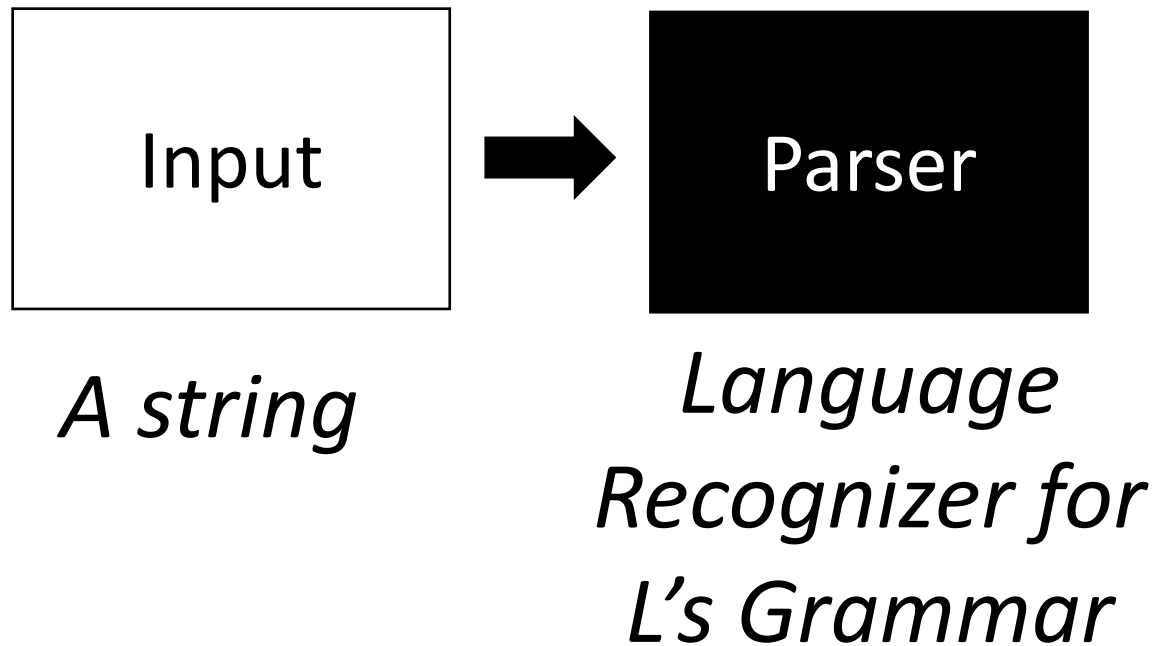 Input
Parser
A string
Language
Recognizer for
L’s Grammar